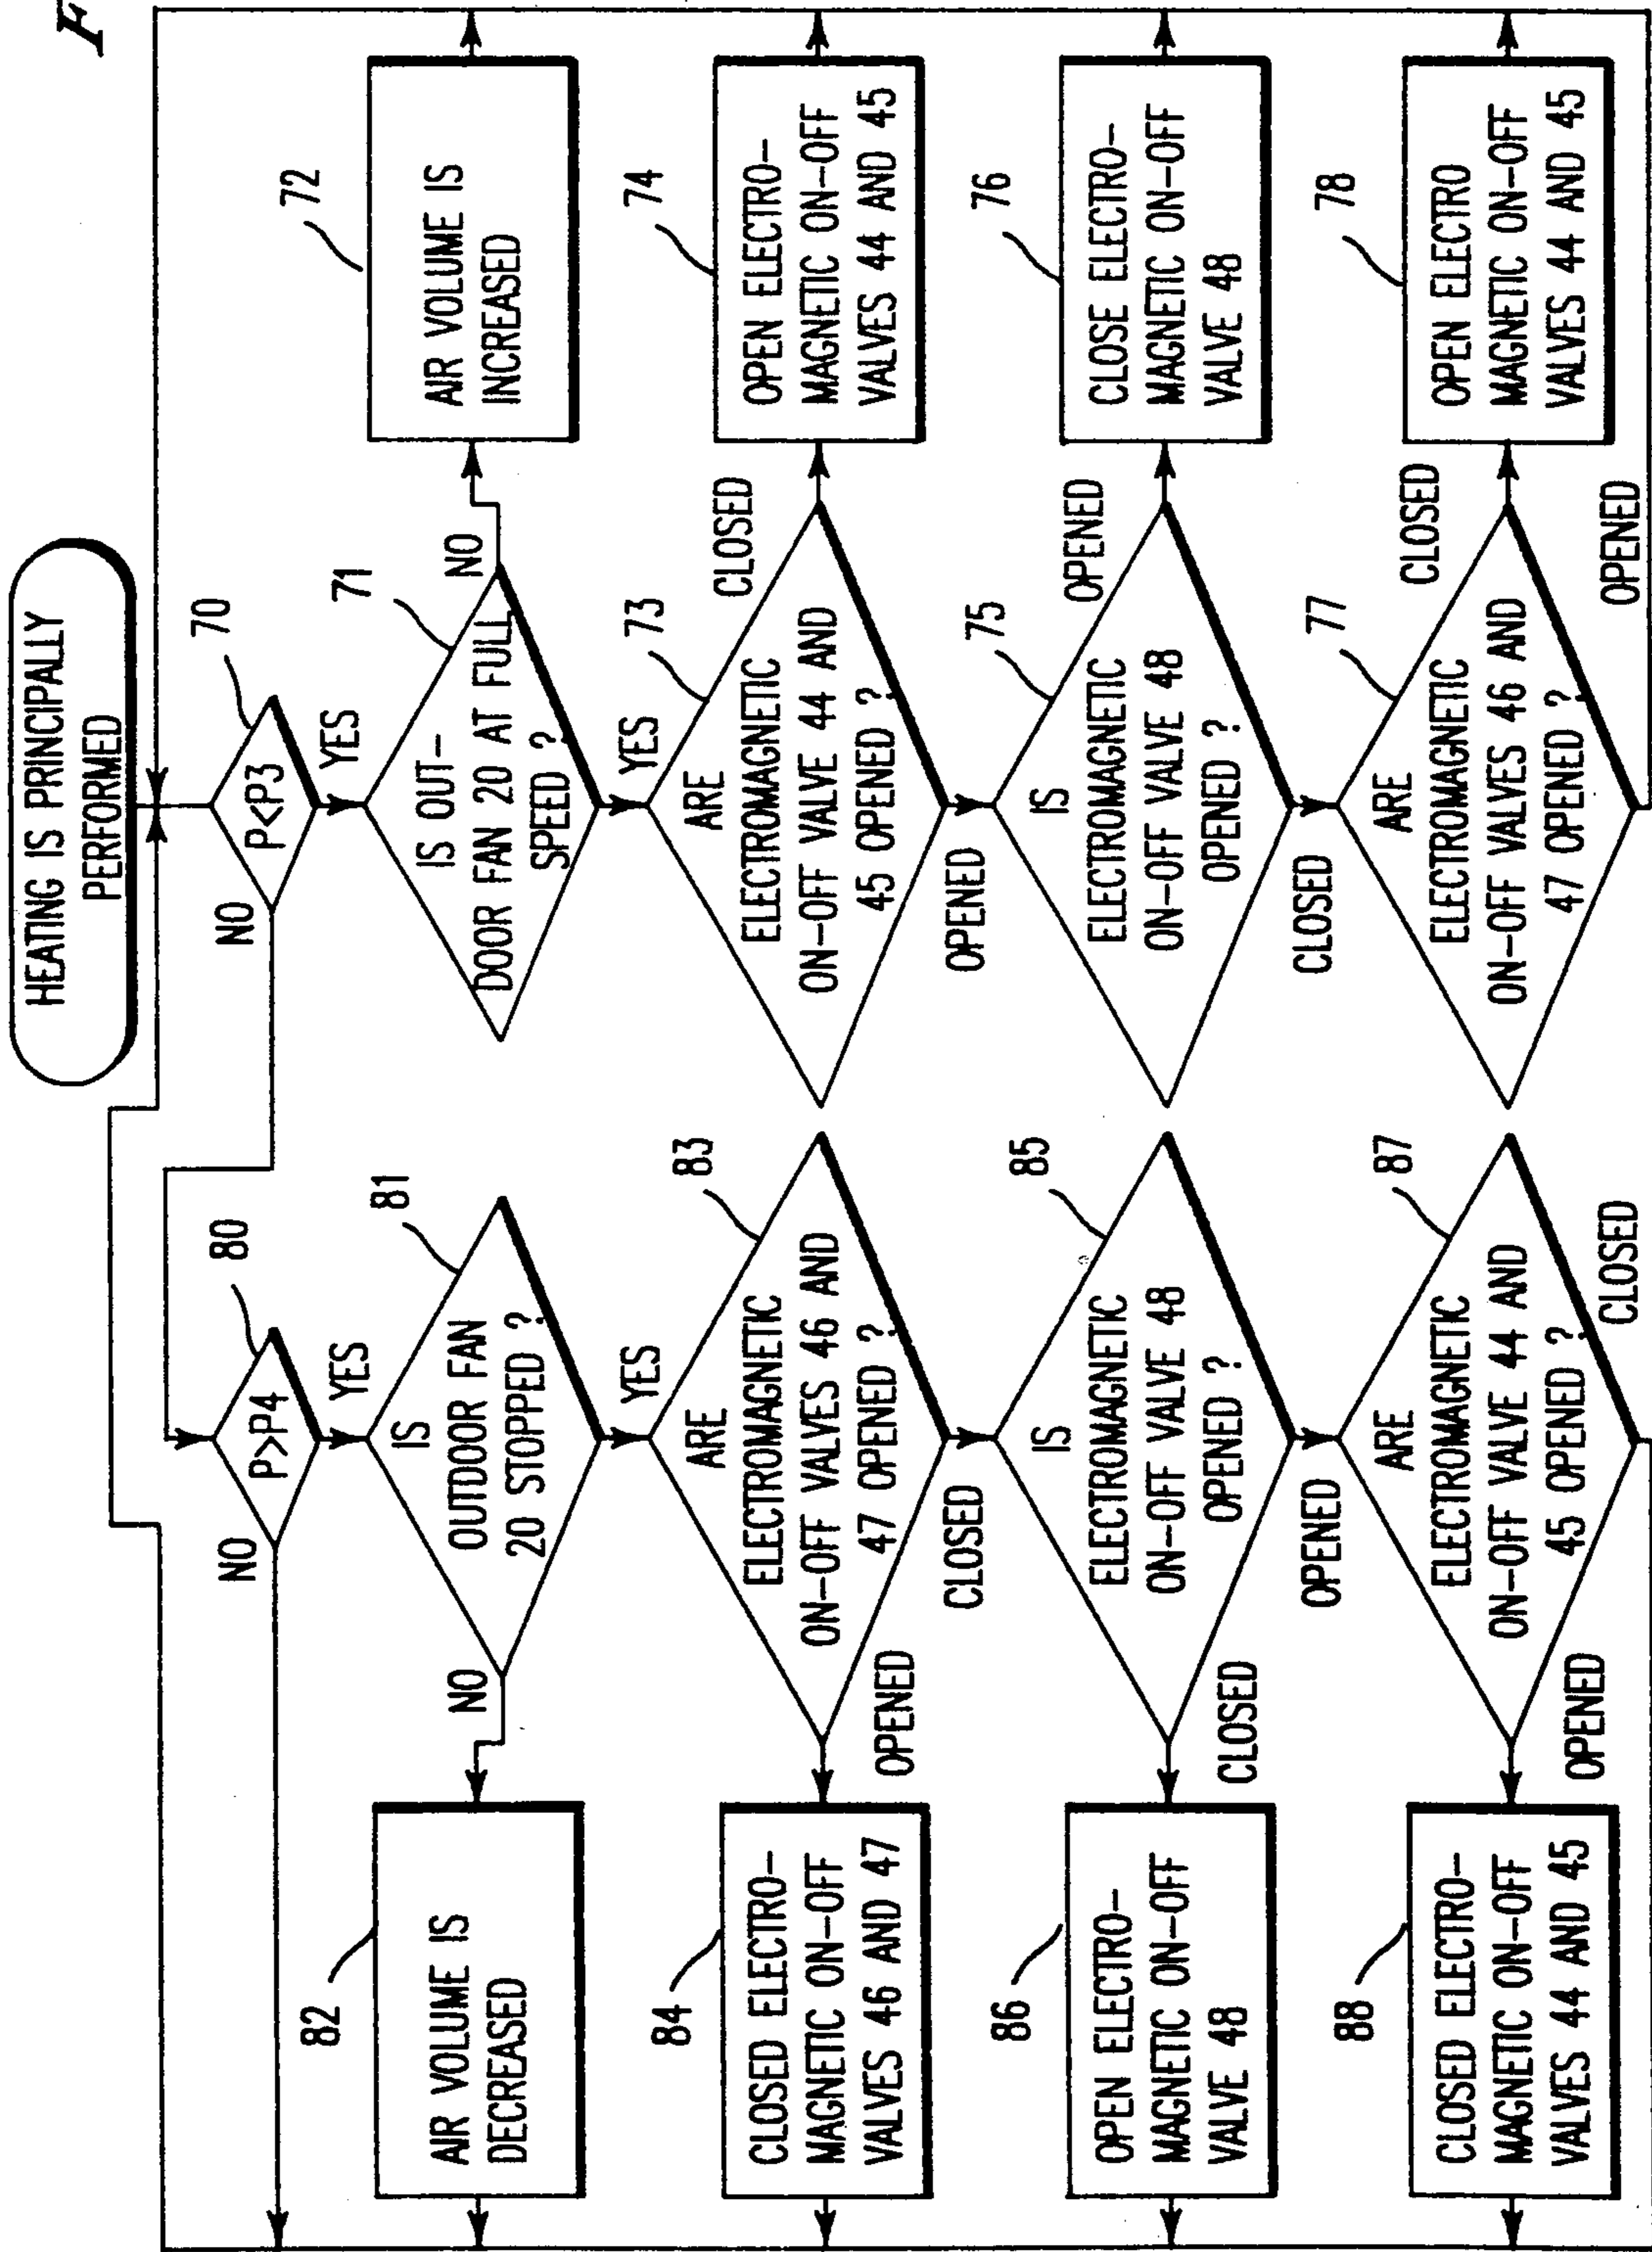 F
HEATING IS PRINCIPALLY
PERFORMED
70
P<P3
NO
YES
71
IS OUT-
DOOR FAN 20 AT FULL
SPEED ?
NO
YES
72
AIR VOLUME IS
INCREASED
73
ARE
ELECTROMAGNETIC
ON-OFF VALVE 44 AND
45 OPENED ?
CLOSED
OPENED
74
OPEN ELECTRO-
MAGNETIC ON-OFF
VALVES 44 AND 45
75
IS
ELECTROMAGNETIC
ON-OFF VALVE 48
OPENED ?
OPENED
CLOSED
76
CLOSE ELECTRO-
MAGNETIC ON-OFF
VALVE 48
77
ARE
ELECTROMAGNETIC
ON-OFF VALVES 46 AND
47 OPENED ?
CLOSED
OPENED
78
OPEN ELECTRO
MAGNETIC ON-OFF
VALVES 44 AND 45
80
P>P4
NO
YES
81
IS
OUTDOOR FAN
20 STOPPED ?
NO
YES
82
AIR VOLUME IS
DECREASED
83
ARE
ELECTROMAGNETIC
ON-OFF VALVES 46 AND
47 OPENED ?
OPENED
CLOSED
84
CLOSED ELECTRO-
MAGNETIC ON-OFF
VALVES 46 AND 47
85
IS
ELECTROMAGNETIC
ON-OFF VALVE 48
OPENED ?
CLOSED
OPENED
86
OPEN ELECTRO-
MAGNETIC ON-OFF
VALVE 48
87
ARE
ELECTROMAGNETIC
ON-OFF VALVE 44 AND
45 OPENED ?
OPENED
CLOSED
88
CLOSED ELECTRO-
MAGNETIC ON-OFF
VALVES 44 AND 45